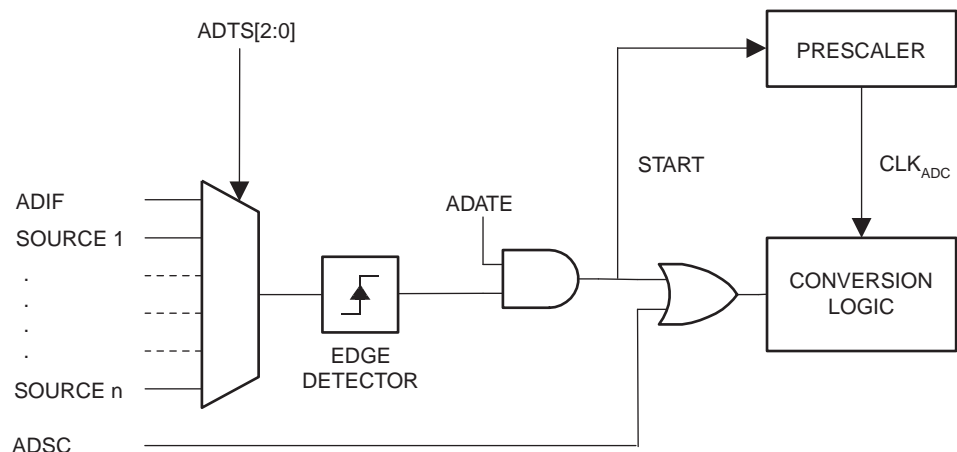 ADTS[2:0]
PRESCALER
START
CLKADC
ADIF
ADATE
SOURCE 1
.
.
.
.
CONVERSION
LOGIC
EDGE
DETECTOR
SOURCE n
ADSC